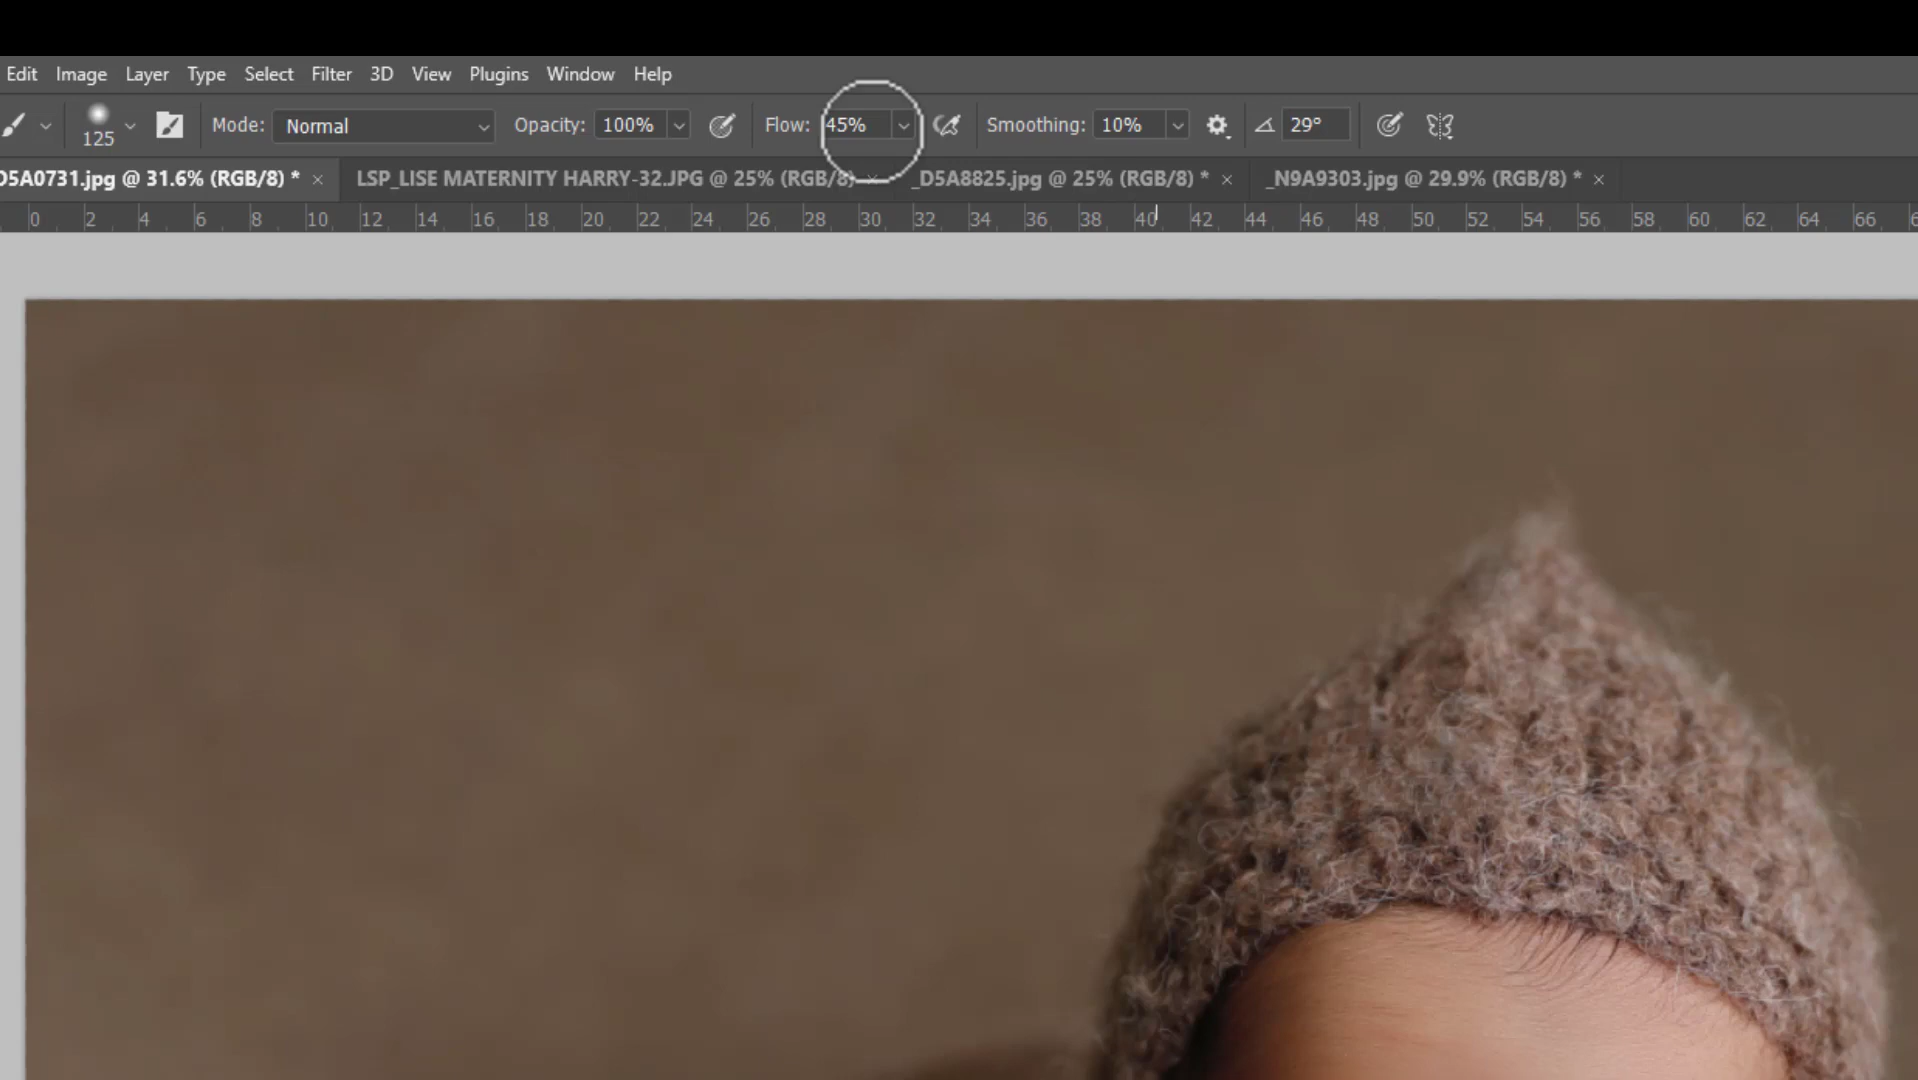 Edit Image Layer Type Select Filter 3D View Plugins Window Help
125 Mode: Normal Opacity: 100% Flow: 45% Smoothing: 10% 29°
D5A0731.jpg @ 31.6% (RGB/8) * × LSP_LISE MATERNITY HARRY-32.JPG @ 25% (RGB/8) × _D5A8825.jpg @ 25% (RGB/8) * × _N9A9303.jpg @ 29.9% (RGB/8) * ×
0 2 4 6 8 10 12 14 16 18 20 22 24 26 28 30 32 34 36 38 40 42 44 46 48 50 52 54 56 58 60 62 64 66